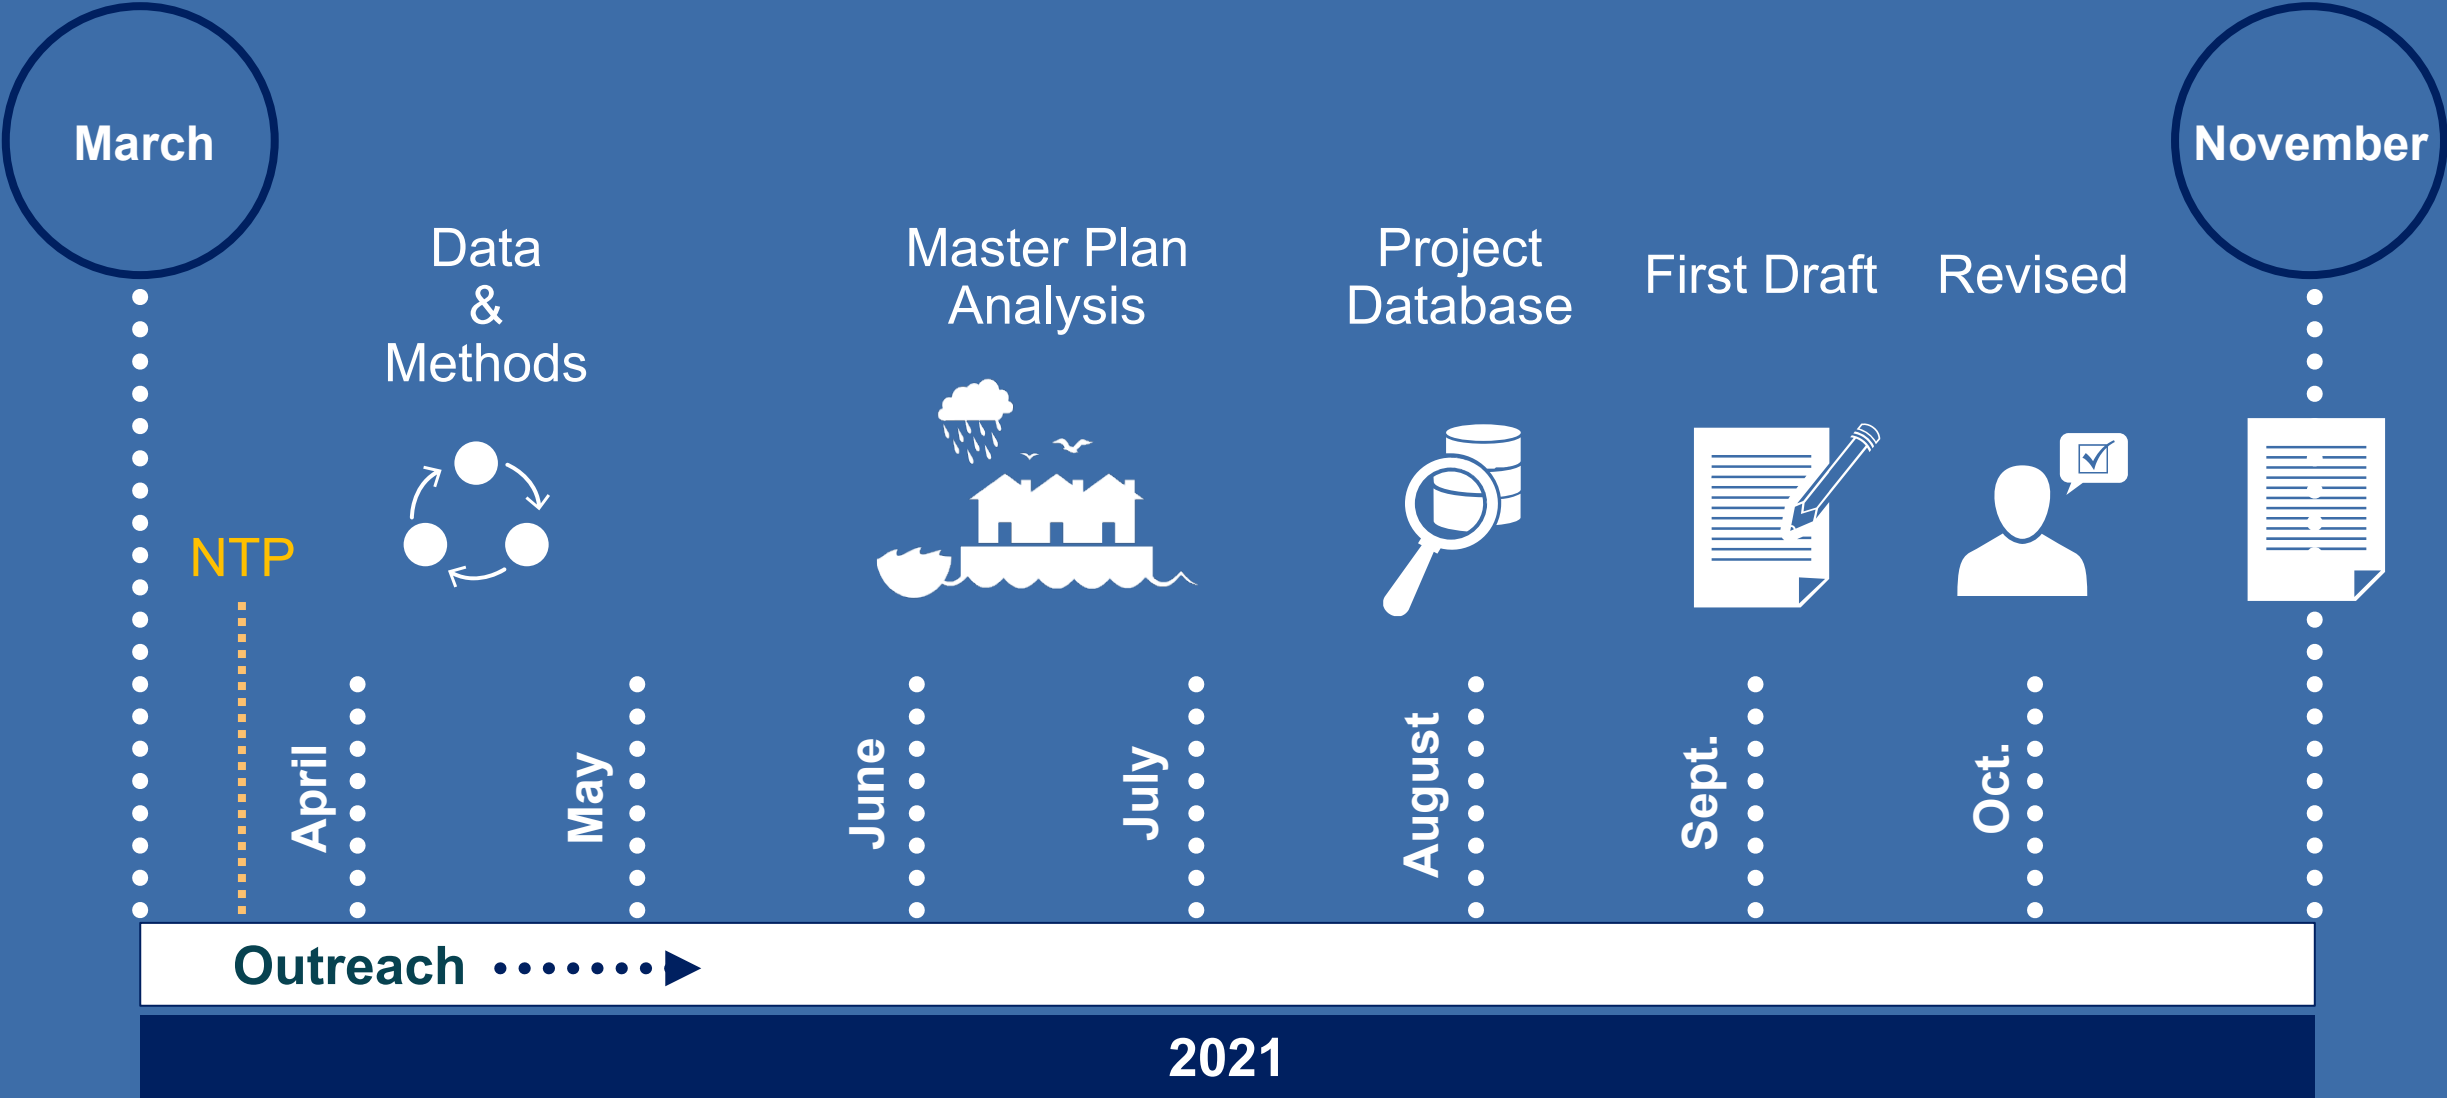 March
November
Data
&
Methods
Master Plan
Analysis
Project
Database
First Draft
Revised
NTP
April
May
June
July
August
Sept.
Oct.
Outreach
2021